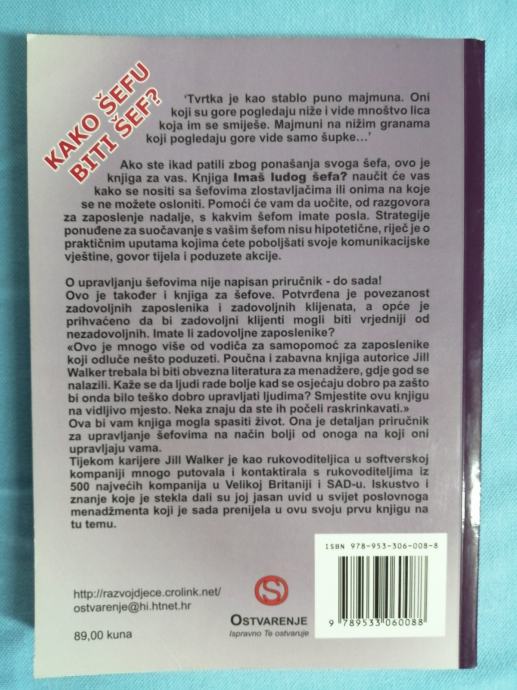 KAKO ŠEFU
BITI ŠEF?
'Tvrtka je kao stablo puno majmuna. Oni
koji su gore pogledaju niže i vide mnoštvo lica
koja im se smiješe. Majmuni na nižim granama
koji pogledaju gore vide samo šupke...'
Ako ste ikad patili zbog ponašanja svoga šefa, ovo je
knjiga za vas. Knjiga Imaš ludog šefa? naučit će vas
kako se nositi sa šefovima zlostavljačima ili onima na koje
se ne možete osloniti. Pomoći će vam da uočite, od razgovora
za zaposlenje nadalje, s kakvim šefom imate posla. Strategije
ponuđene za suočavanje s vašim šefom nisu hipotetične, riječ je o
praktičnim uputama kojima ćete poboljšati svoje komunikacijske
vještine, govor tijela i poduzete akcije.
O upravljanju šefovima nije napisan priručnik - do sada!
Ovo je također i knjiga za šefove. Potvrđena je povezanost
zadovoljnih zaposlenika i zadovoljnih klijenata, a opće je
prihvaćeno da bi zadovoljni klijenti mogli biti vrjedniji od
nezadovoljnih. Imate li zadovoljne zaposlenike?
«Ovo je mnogo više od vodiča za samopomoć za zaposlenike
koji odluče nešto poduzeti. Poučna i zabavna knjiga autorice Jill
Walker trebala bi biti obvezna literatura za menadžere, gdje god se
nalazili. Kaže se da ljudi rade bolje kad se osjećaju dobro pa zašto
bi onda bilo teško dobro upravljati ljudima? Smjestite ovu knjigu
na vidljivo mjesto. Neka znaju da ste ih počeli raskrinkavati.»
Ova bi vam knjiga mogla spasiti život. Ona je detaljan priručnik
za upravljanje šefovima na način bolji od onoga na koji oni
upravljaju vama.
Tijekom karijere Jill Walker je kao rukovoditeljica u softverskoj
kompaniji mnogo putovala i kontaktirala s rukovoditeljima iz
500 najvećih kompanija u Velikoj Britaniji i SAD-u. Iskustvo i
znanje koje je stekla dali su joj jasan uvid u svijet poslovnoga
menadžmenta koji je sada prenijela u ovu svoju prvu knjigu na
tu temu.
ISBN 978-953-306-008-8
9 789533 060088
http://razvojdjece.crolink.net/
ostvarenje@hi.htnet.hr
89,00 kuna
S
OSTVARENJE
Ispravno Te ostvaruje